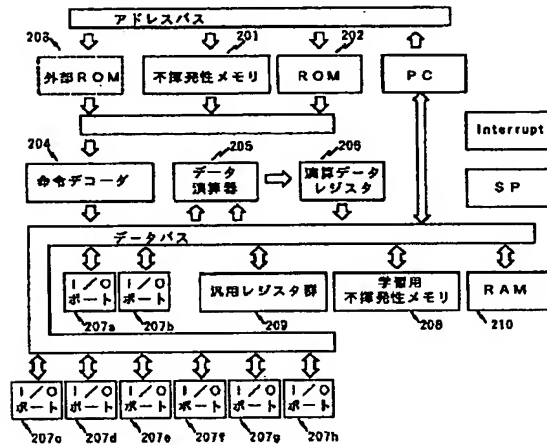 アドレスバス
203
201
202
外部ROM
不揮発性メモリ
ROM
PC
Interrupt
204
205
206
命令デコーダ
データ
演算器
演算データ
レジスタ
SP
データバス
I/O
ポート
I/O
ポート
汎用レジスタ群
学習用
不揮発性メモリ
RAM
207a
207b
209
208
210
I/O
ポート
I/O
ポート
I/O
ポート
I/O
ポート
I/O
ポート
I/O
ポート
207c
207d
207e
207f
207g
207h